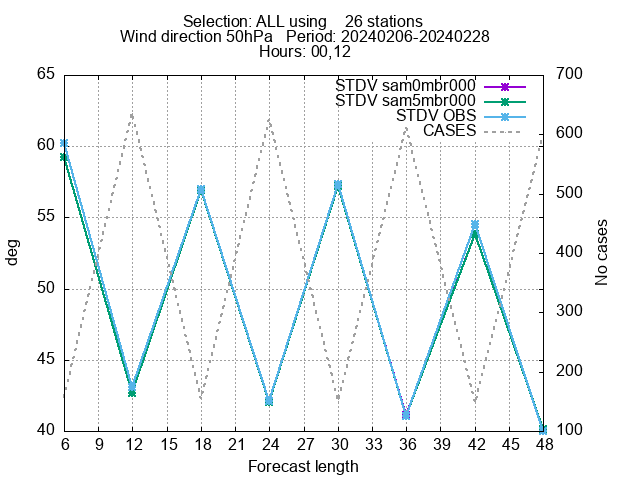 Selection: ALL using    26 stations
Wind direction 50hPa   Period: 20240206-20240228
Hours: 00,12
65 700
STDV sam0mbr000
STDV sam5mbr000
STDV OBS
CASES
60 600
55 500
50 400
45 300
40 200
100
deg
No cases
6 9 12 15 18 21 24 27 30 33 36 39 42 45 48
Forecast length